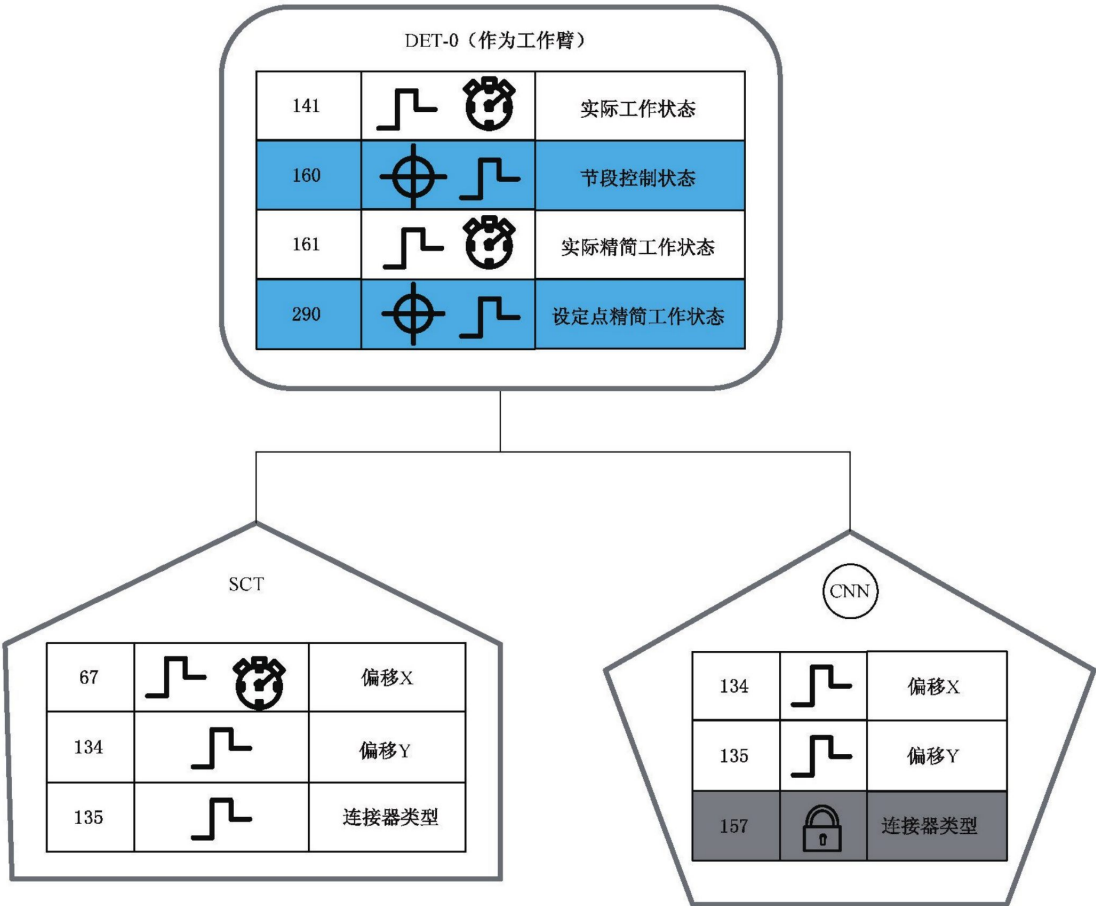 DET-0（作为工作臂）
141 实际工作状态
160 节段控制状态
161 实际精简工作状态
290 设定点精简工作状态
SCT
67 偏移X
134 偏移Y
135 连接器类型
CNN
134 偏移X
135 偏移Y
157 连接器类型